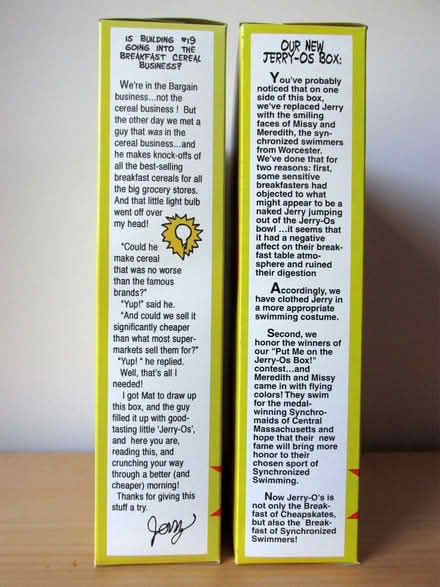 IS BUILDING #19
GOING INTO THE
BREAKFAST CEREAL
BUSINESS?
We're in the Bargain
business...not the
cereal business ! But
the other day we met a
guy that was in the
cereal business...and
he makes knock-offs of
all the best-selling
breakfast cereals for all
the big grocery stores.
And that little light bulb
went off over
my head!
"Could he
make cereal
that was no worse
than the famous
brands?"
"Yup!" said he.
"And could we sell it
significantly cheaper
than what most super-
markets sell them for?"
"Yup! " he replied.
Well, that's all I
needed!
I got Mat to draw up
this box, and the guy
filled it up with good-
tasting little 'Jerry-Os',
and here you are,
reading this, and
crunching your way
through a better (and
cheaper) morning!
Thanks for giving this
stuff a try.
Jerry
OUR NEW
JERRY-OS BOX:
You've probably
noticed that on one
side of this box,
we've replaced Jerry
with the smiling
faces of Missy and
Meredith, the syn-
chronized swimmers
from Worcester.
We've done that for
two reasons: first,
some sensitive
breakfasters had
objected to what
might appear to be a
naked Jerry jumping
out of the Jerry-Os
bowl ...it seems that
it had a negative
affect on their break-
fast table atmo-
sphere and ruined
their digestion
Accordingly, we
have clothed Jerry in
a more appropriate
swimming costume.
Second, we
honor the winners of
our "Put Me on the
Jerry-Os Box!"
contest...and
Meredith and Missy
came in with flying
colors! They swim
for the medal-
winning Synchro-
maids of Central
Massachusetts and
hope that their new
fame will bring more
honor to their
chosen sport of
Synchronized
Swimming.
Now Jerry-O's is
not only the Break-
fast of Cheapskates,
but also the Break-
fast of Synchronized
Swimmers!